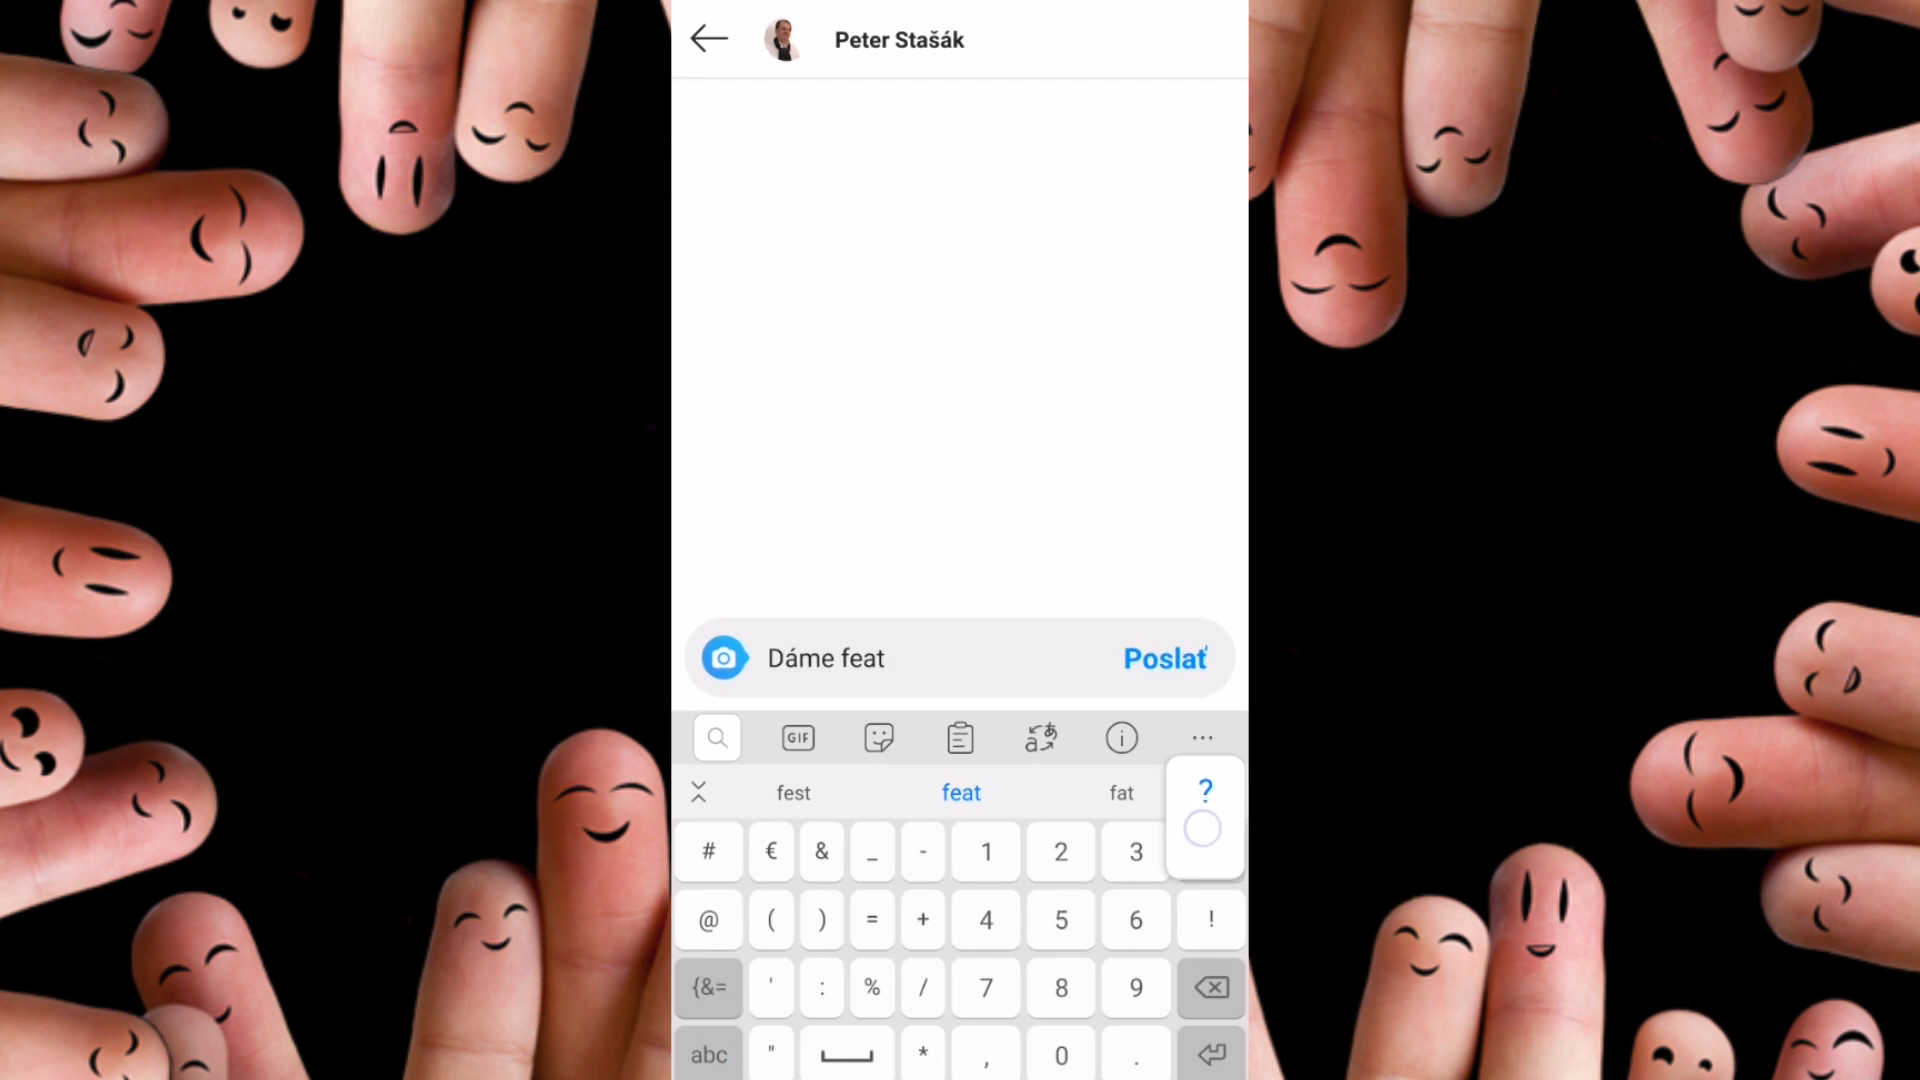 Peter Stašák
Dáme feat
Poslať
GIF
fest feat fat
?
# € & _ - 1 2 3
@ ( ) = + 4 5 6 !
{&= ' : % / 7 8 9
abc " * , 0 .